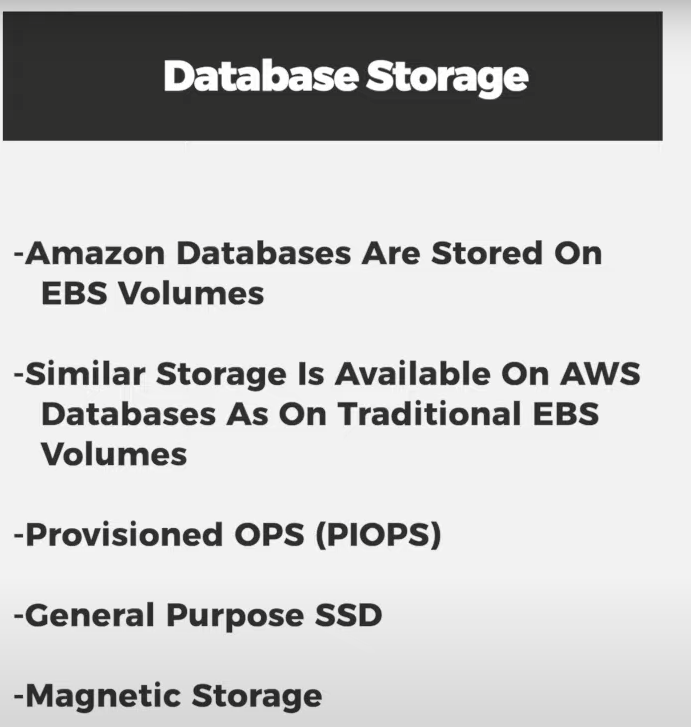 Database Storage
-Amazon Databases Are Stored On
EBS Volumes
-Similar Storage Is Available On AWS
Databases As On Traditional EBS
Volumes
-Provisioned OPS (PIOPS)
-General Purpose SSD
-Magnetic Storage